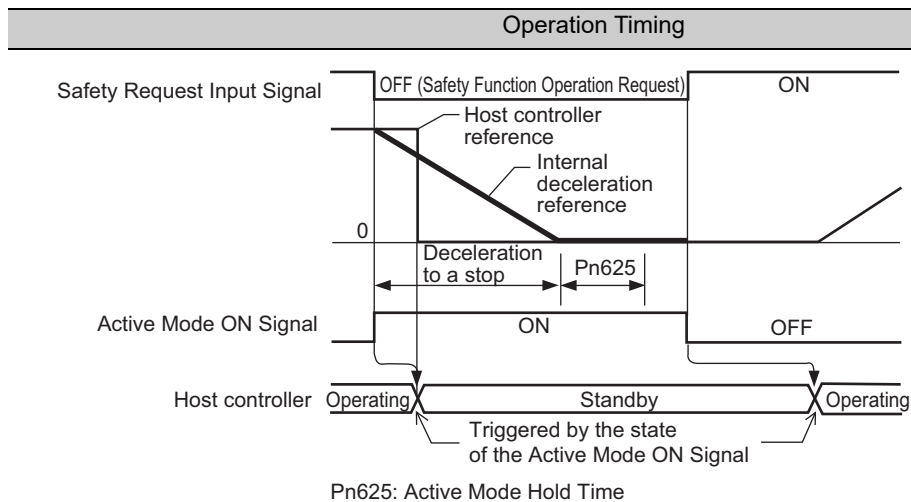 Operation Timing
Safety Request Input Signal
OFF (Safety Function Operation Request)
ON
Host controller
reference
Internal
deceleration
reference
0
Deceleration
to a stop
Pn625
Active Mode ON Signal
ON
OFF
Host controller
Operating
Standby
Operating
Triggered by the state
of the Active Mode ON Signal
Pn625: Active Mode Hold Time